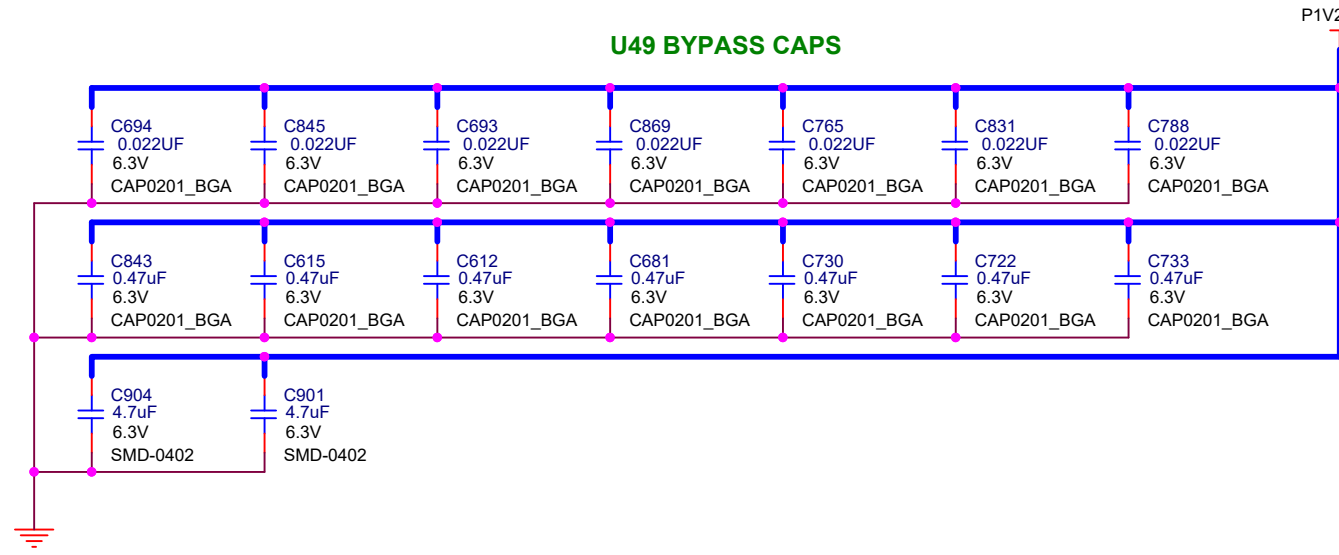 P1V2
U49 BYPASS CAPS
C694
0.022UF
6.3V
CAP0201_BGA
C845
0.022UF
6.3V
CAP0201_BGA
C693
0.022UF
6.3V
CAP0201_BGA
C869
0.022UF
6.3V
CAP0201_BGA
C765
0.022UF
6.3V
CAP0201_BGA
C831
0.022UF
6.3V
CAP0201_BGA
C788
0.022UF
6.3V
CAP0201_BGA
C843
0.47uF
6.3V
CAP0201_BGA
C615
0.47uF
6.3V
CAP0201_BGA
C612
0.47uF
6.3V
CAP0201_BGA
C681
0.47uF
6.3V
CAP0201_BGA
C730
0.47uF
6.3V
CAP0201_BGA
C722
0.47uF
6.3V
CAP0201_BGA
C733
0.47uF
6.3V
CAP0201_BGA
C904
4.7uF
6.3V
SMD-0402
C901
4.7uF
6.3V
SMD-0402